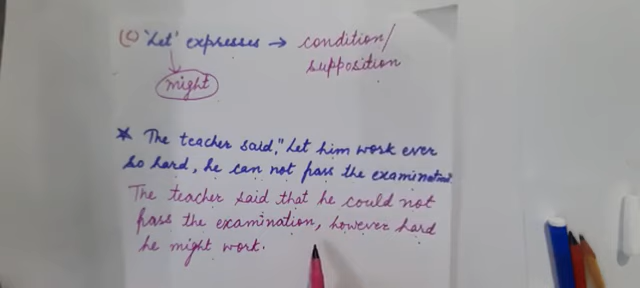 (C) 'Let' expresses → condition/
supposition
might
* The teacher said, "Let him work ever
so hard, he can not pass the examination."
The teacher said that he could not
pass the examination, however hard
he might work.